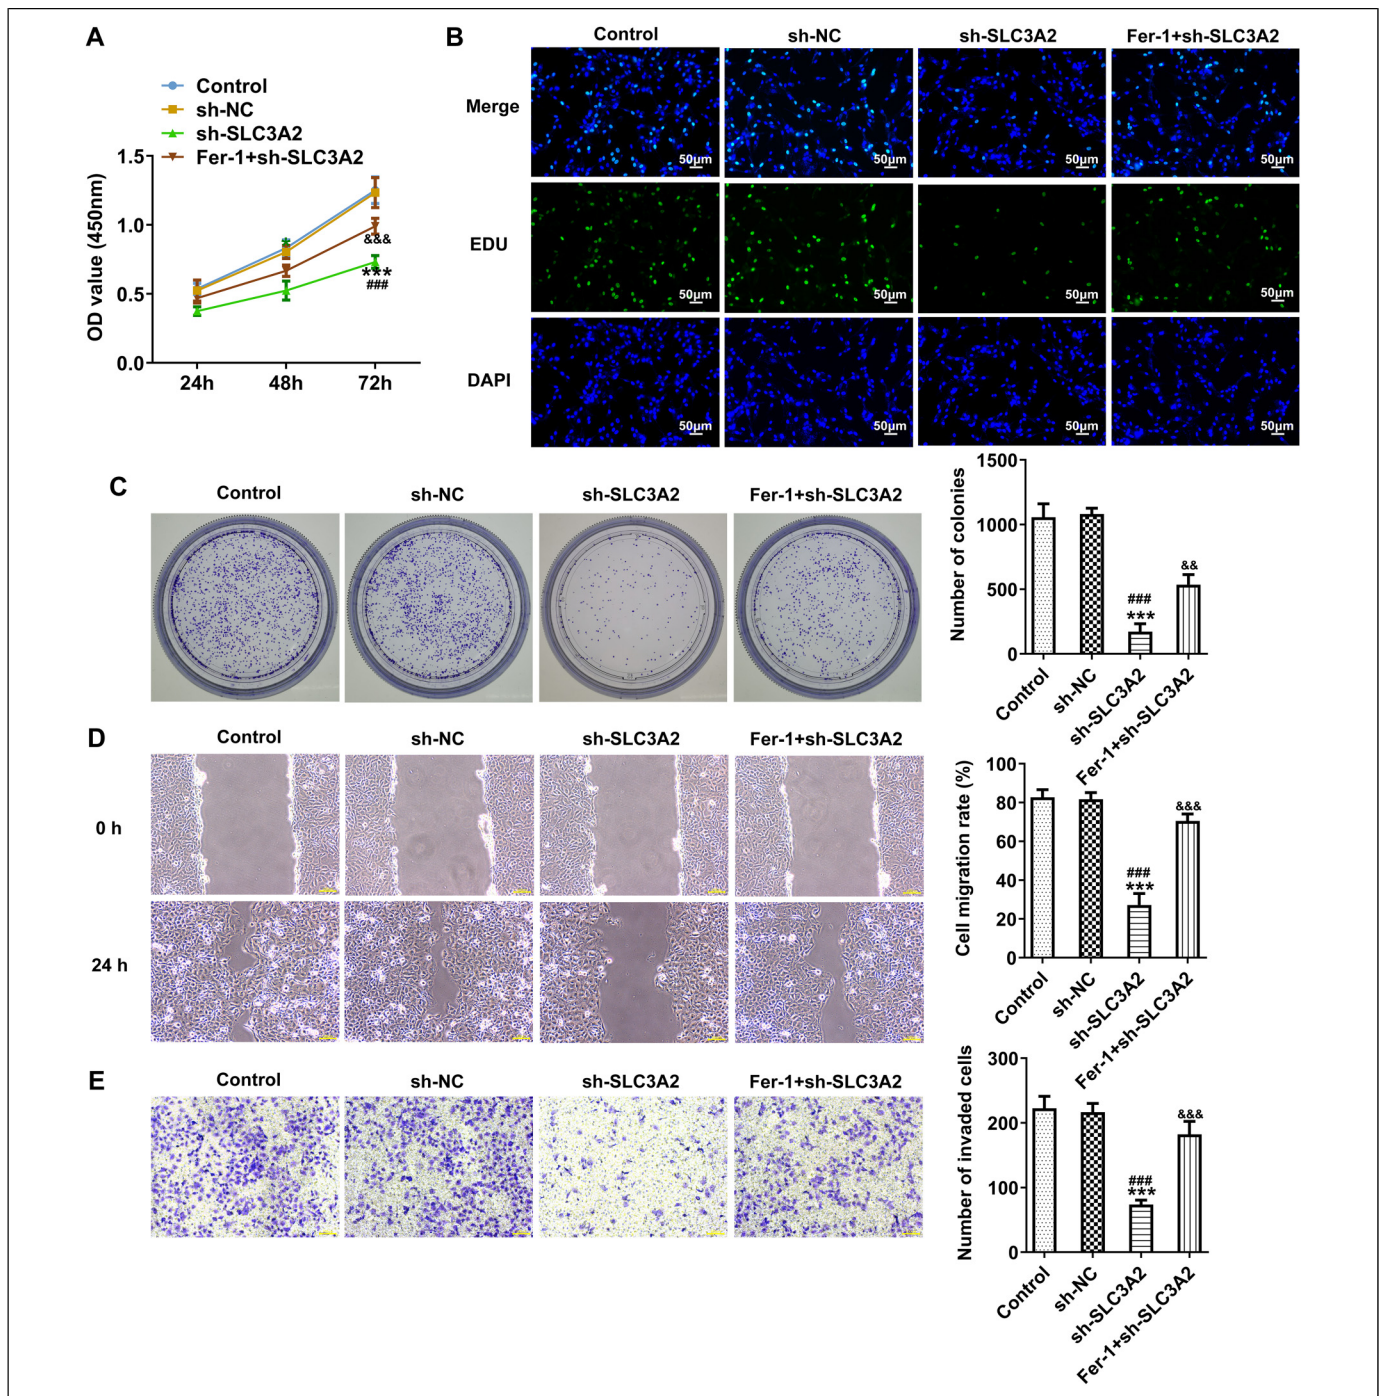 A
Control
sh-NC
sh-SLC3A2
Fer-1+sh-SLC3A2
OD value (450nm)
1.5
1.0
0.5
0.0
&&&
***
###
24h
48h
72h
B
Control
sh-NC
sh-SLC3A2
Fer-1+sh-SLC3A2
Merge
50μm
50μm
50μm
50μm
EDU
50μm
50μm
50μm
50μm
DAPI
50μm
50μm
50μm
50μm
C
Control
sh-NC
sh-SLC3A2
Fer-1+sh-SLC3A2
Number of colonies
1500
1000
500
0
###
***
&&
Control
sh-NC
sh-SLC3A2
Fer-1+sh-SLC3A2
D
Control
sh-NC
sh-SLC3A2
Fer-1+sh-SLC3A2
0 h
24 h
Cell migration rate (%)
100
80
60
40
20
0
###
***
&&&
Control
sh-NC
sh-SLC3A2
Fer-1+sh-SLC3A2
E
Control
sh-NC
sh-SLC3A2
Fer-1+sh-SLC3A2
Number of invaded cells
300
200
100
0
###
***
&&&
Control
sh-NC
sh-SLC3A2
Fer-1+sh-SLC3A2